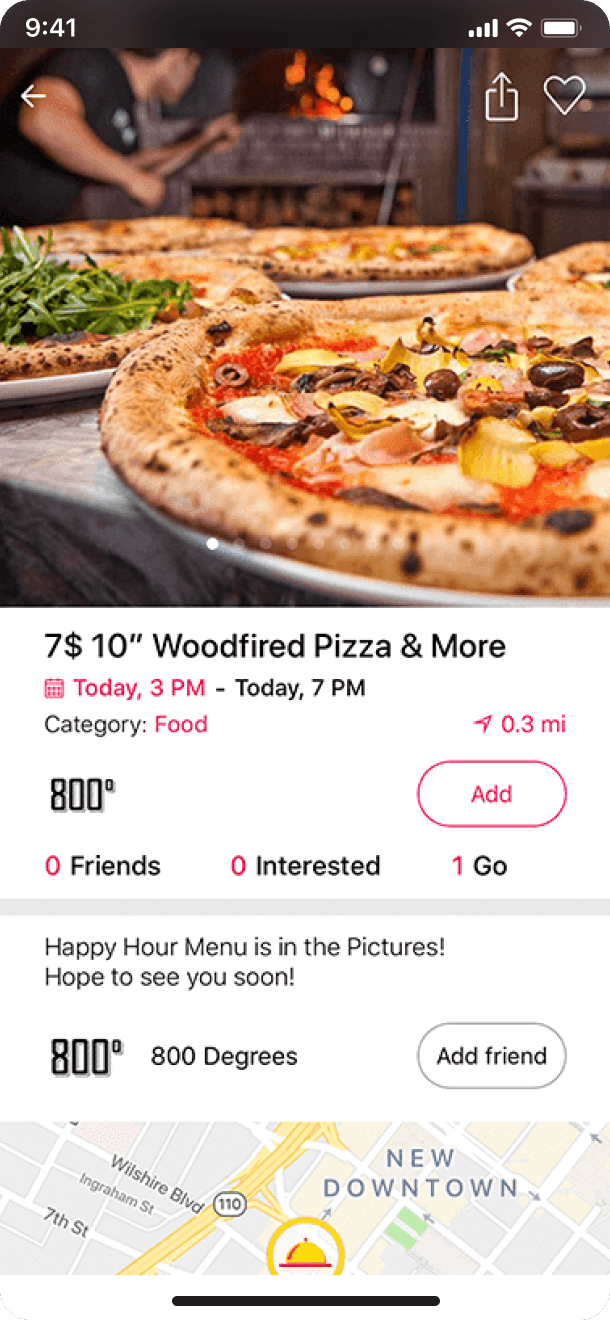 9:41
7$ 10” Woodfired Pizza & More
Today, 3 PM - Today, 7 PM
Category: Food 0.3 mi
800°
Add
0 Friends 0 Interested 1 Go
Happy Hour Menu is in the Pictures!
Hope to see you soon!
800° 800 Degrees Add friend
NEW
DOWNTOWN
Wilshire Blvd
110
Ingraham St
7th St